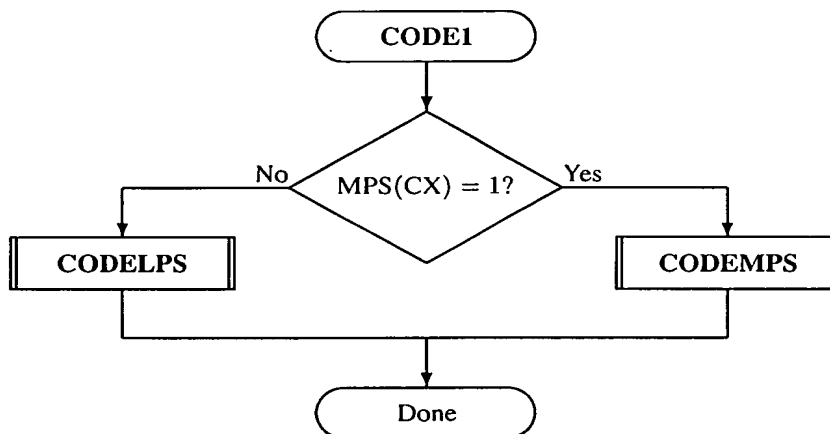 CODE1
No
MPS(CX) = 1?
Yes
CODELPS
CODEMPS
Done